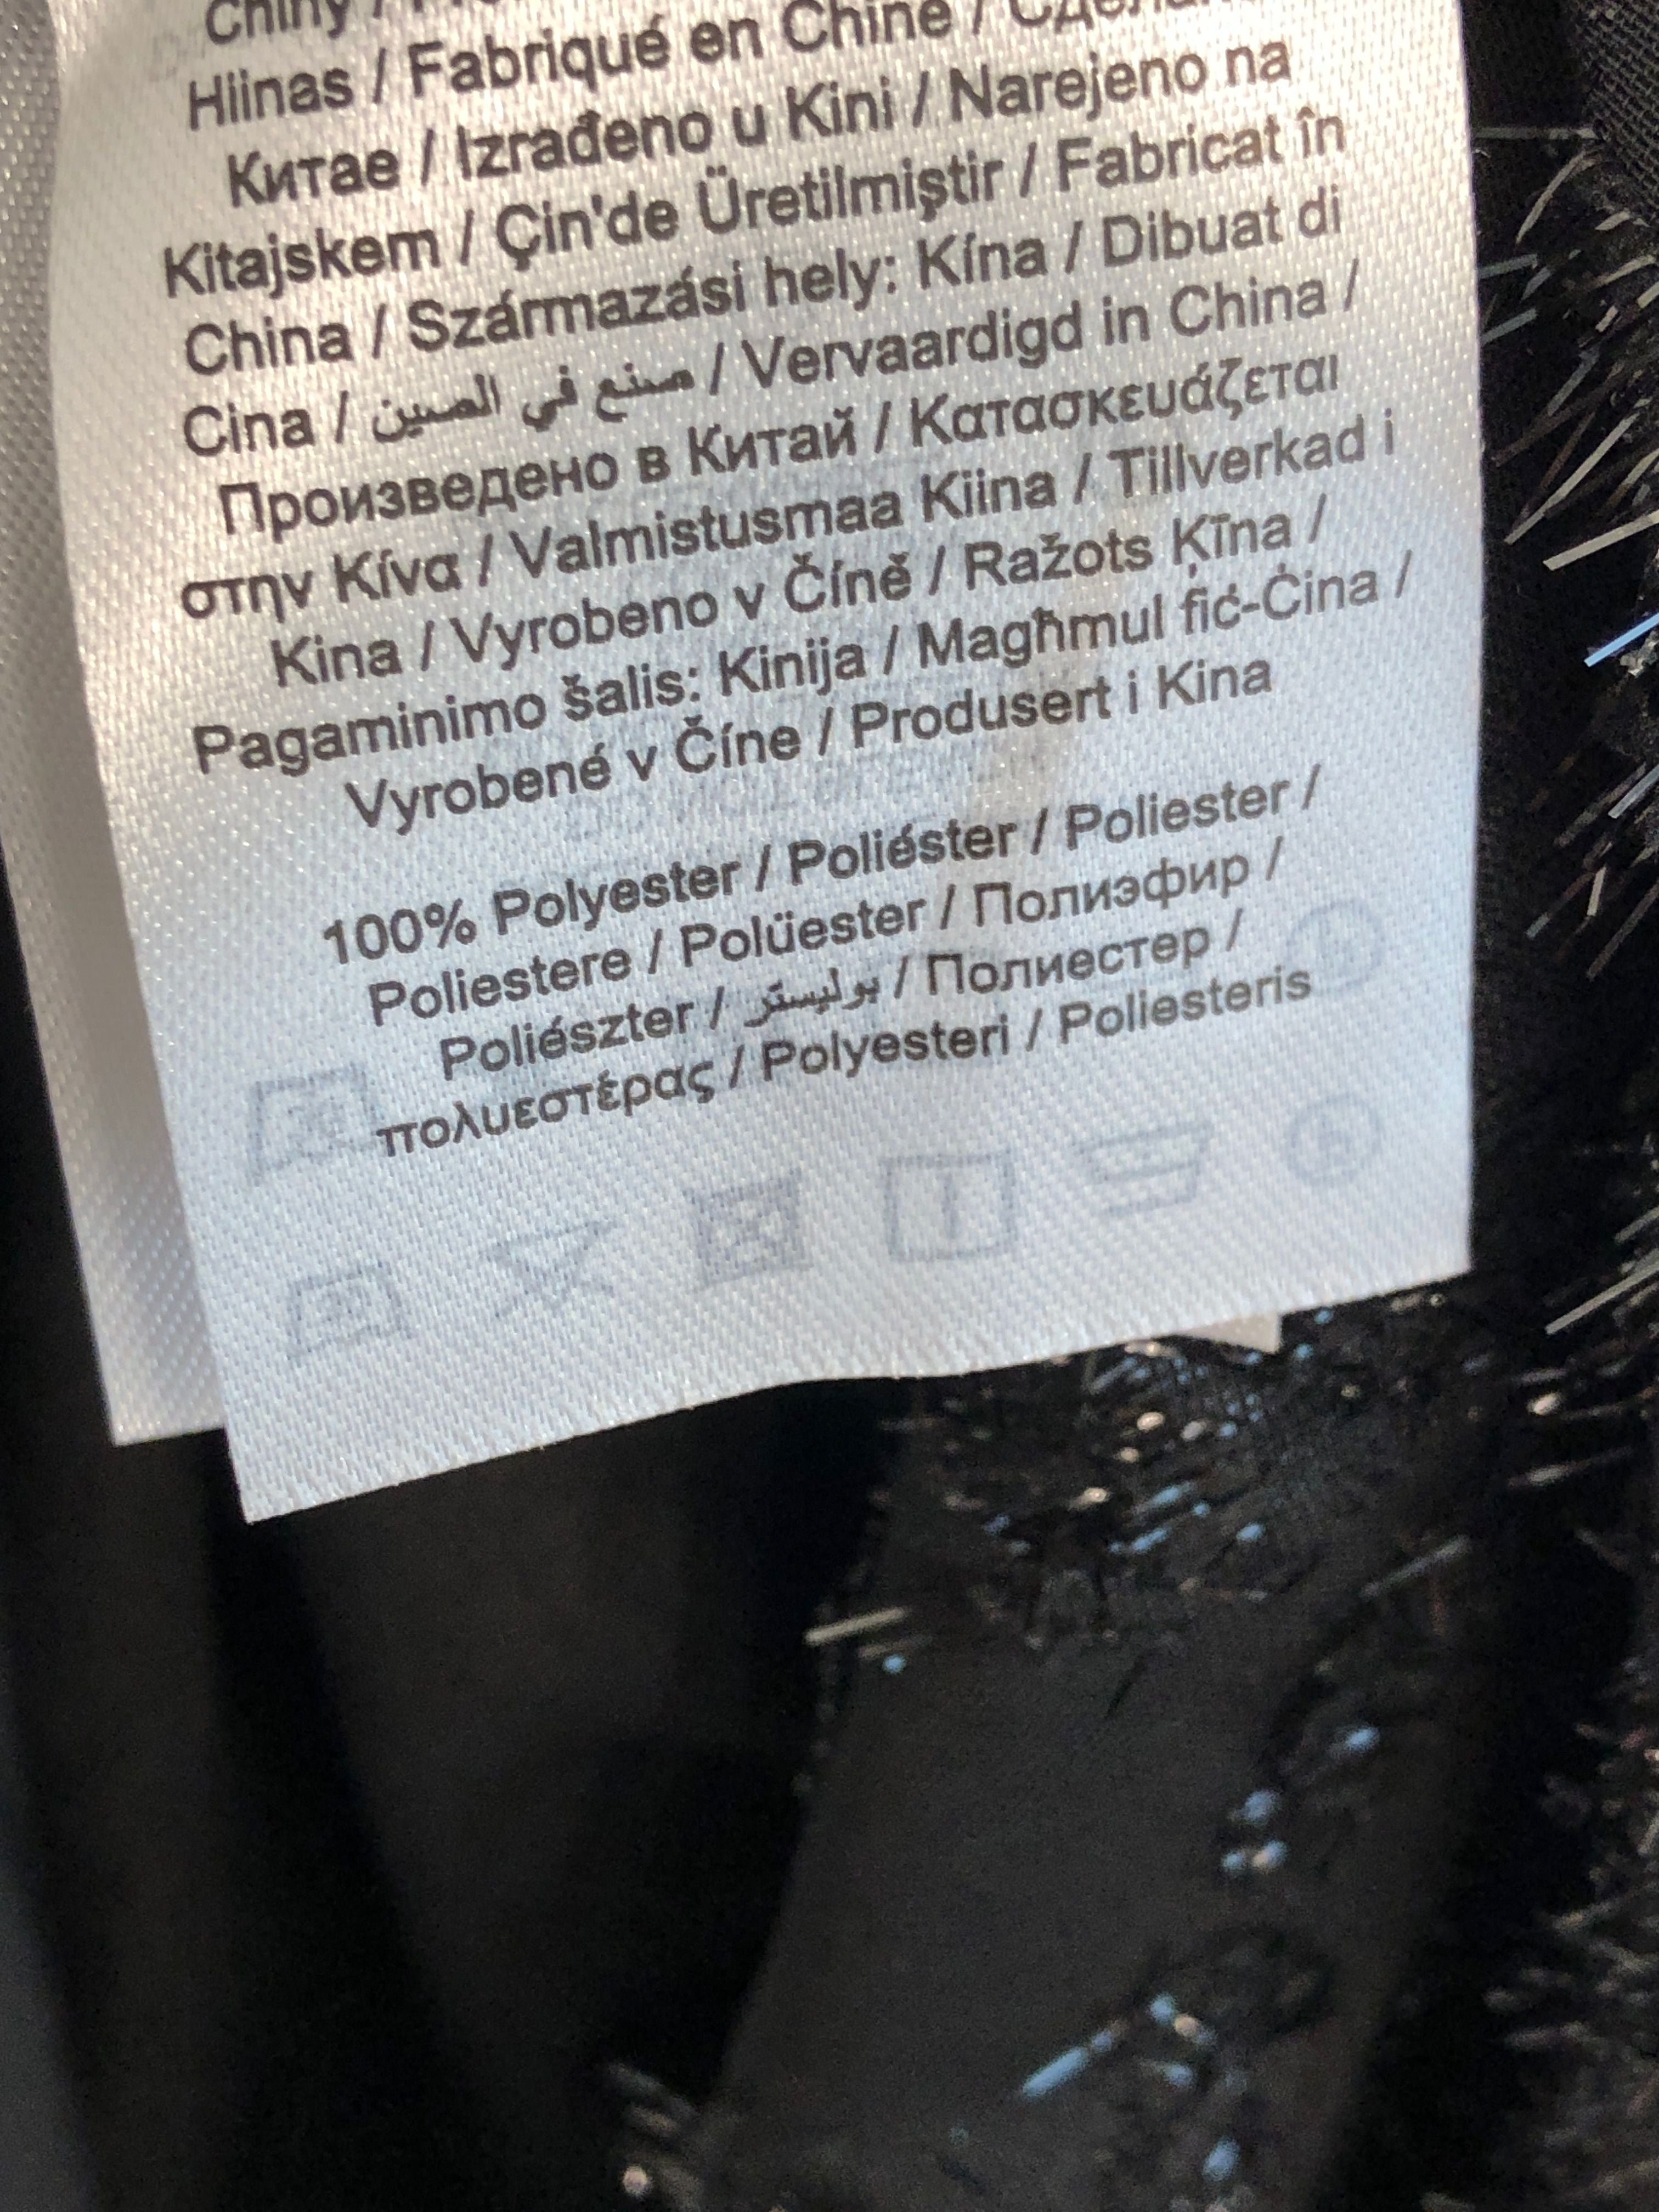 Chiny /
Hiinas / Fabriqué en Chine /
Китае / Izrađeno u Kini / Narejeno na
Kitajskem / Çin'de Üretilmiştir / Fabricat în
China / Származási hely: Kína / Dibuat di
Cina / صنع في الصين / Vervaardigd in China /
Произведено в Китай / Κατασκευάζεται
στην Κίνα / Valmistusmaa Kiina / Tillverkad i
Kina / Vyrobeno v Číně / Ražots Ķīna /
Pagaminimo šalis: Kinija / Magħmul fiċ-Ċina /
Vyrobené v Číne / Produsert i Kina
100% Polyester / Poliéster / Poliester /
Poliestere / Polüester / Полиэфир /
Poliészter / بوليستر / Полиестер /
πολυεστέρας / Polyesteri / Poliesteris